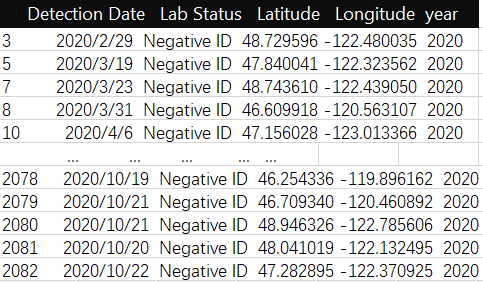 Detection Date Lab Status Latitude Longitude year
3 2020/2/29 Negative ID 48.729596 -122.480035 2020
5 2020/3/19 Negative ID 47.840041 -122.323562 2020
7 2020/3/23 Negative ID 48.743610 -122.439050 2020
8 2020/3/31 Negative ID 46.609918 -120.563107 2020
10 2020/4/6 Negative ID 47.156028 -123.013366 2020
... ... ... ... ...
2078 2020/10/19 Negative ID 46.254336 -119.896162 2020
2079 2020/10/21 Negative ID 46.709340 -120.460892 2020
2080 2020/10/21 Negative ID 48.946326 -122.785606 2020
2081 2020/10/20 Negative ID 48.041019 -122.132495 2020
2082 2020/10/22 Negative ID 47.282895 -122.370925 2020